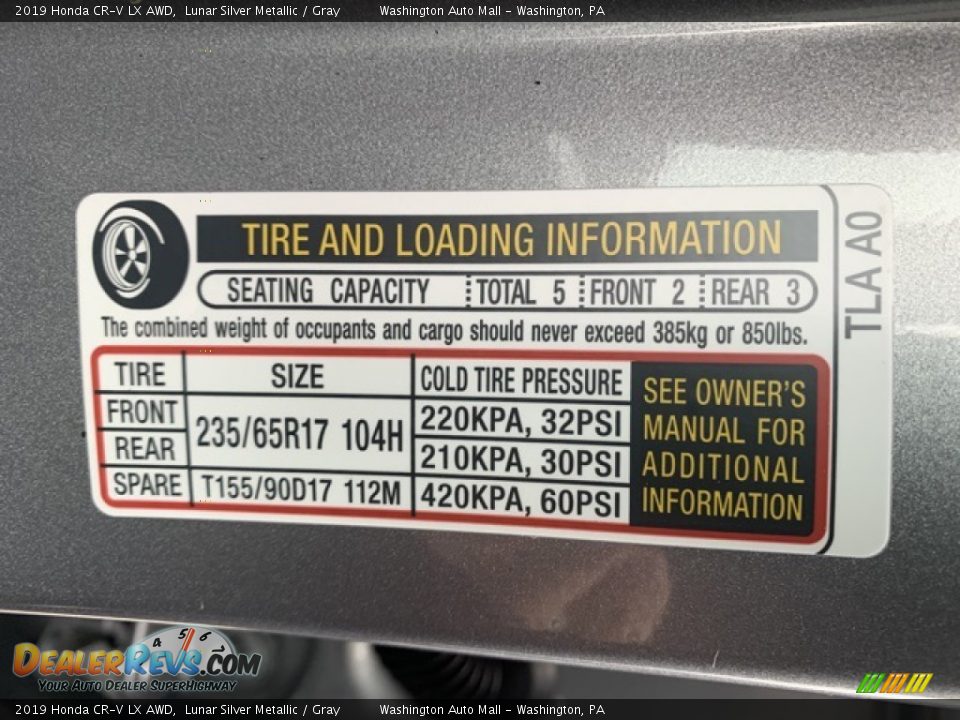 2019 Honda CR-V LX AWD, Lunar Silver Metallic / Gray Washington Auto Mall - Washington, PA
TIRE AND LOADING INFORMATION
SEATING CAPACITY TOTAL 5 FRONT 2 REAR 3
The combined weight of occupants and cargo should never exceed 385kg or 850lbs.
TIRE SIZE COLD TIRE PRESSURE
FRONT 235/65R17 104H 220KPA, 32PSI
REAR 210KPA, 30PSI
SPARE T155/90D17 112M 420KPA, 60PSI
SEE OWNER'S
MANUAL FOR
ADDITIONAL
INFORMATION
TLA A0
4 5 6
DEALERREVS.COM
YOUR AUTO DEALER SUPERHIGHWAY
2019 Honda CR-V LX AWD, Lunar Silver Metallic / Gray Washington Auto Mall - Washington, PA